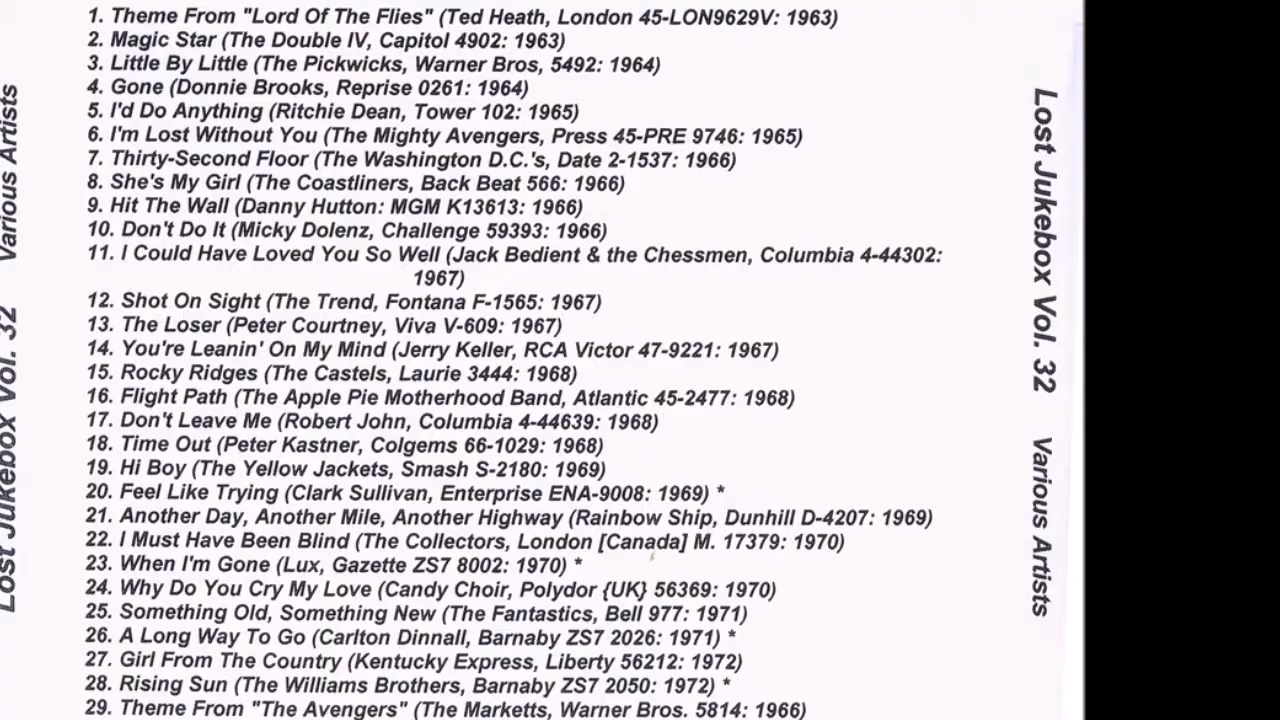 1. Theme From "Lord Of The Flies" (Ted Heath, London 45-LON9629V: 1963)
2. Magic Star (The Double IV, Capitol 4902: 1963)
3. Little By Little (The Pickwicks, Warner Bros, 5492: 1964)
4. Gone (Donnie Brooks, Reprise 0261: 1964)
5. I'd Do Anything (Ritchie Dean, Tower 102: 1965)
6. I'm Lost Without You (The Mighty Avengers, Press 45-PRE 9746: 1965)
7. Thirty-Second Floor (The Washington D.C.'s, Date 2-1537: 1966)
8. She's My Girl (The Coastliners, Back Beat 566: 1966)
9. Hit The Wall (Danny Hutton: MGM K13613: 1966)
10. Don't Do It (Micky Dolenz, Challenge 59393: 1966)
11. I Could Have Loved You So Well (Jack Bedient & the Chessmen, Columbia 4-44302:
1967)
12. Shot On Sight (The Trend, Fontana F-1565: 1967)
13. The Loser (Peter Courtney, Viva V-609: 1967)
14. You're Leanin' On My Mind (Jerry Keller, RCA Victor 47-9221: 1967)
15. Rocky Ridges (The Castels, Laurie 3444: 1968)
16. Flight Path (The Apple Pie Motherhood Band, Atlantic 45-2477: 1968)
17. Don't Leave Me (Robert John, Columbia 4-44639: 1968)
18. Time Out (Peter Kastner, Colgems 66-1029: 1968)
19. Hi Boy (The Yellow Jackets, Smash S-2180: 1969)
20. Feel Like Trying (Clark Sullivan, Enterprise ENA-9008: 1969) *
21. Another Day, Another Mile, Another Highway (Rainbow Ship, Dunhill D-4207: 1969)
22. I Must Have Been Blind (The Collectors, London [Canada] M. 17379: 1970)
23. When I'm Gone (Lux, Gazette ZS7 8002: 1970) *
24. Why Do You Cry My Love (Candy Choir, Polydor {UK} 56369: 1970)
25. Something Old, Something New (The Fantastics, Bell 977: 1971)
26. A Long Way To Go (Carlton Dinnall, Barnaby ZS7 2026: 1971) *
27. Girl From The Country (Kentucky Express, Liberty 56212: 1972)
28. Rising Sun (The Williams Brothers, Barnaby ZS7 2050: 1972) *
29. Theme From "The Avengers" (The Marketts, Warner Bros. 5814: 1966)
Lost Jukebox Vol. 32 Various Artists
Lost Jukebox Vol. 32 Various Artists